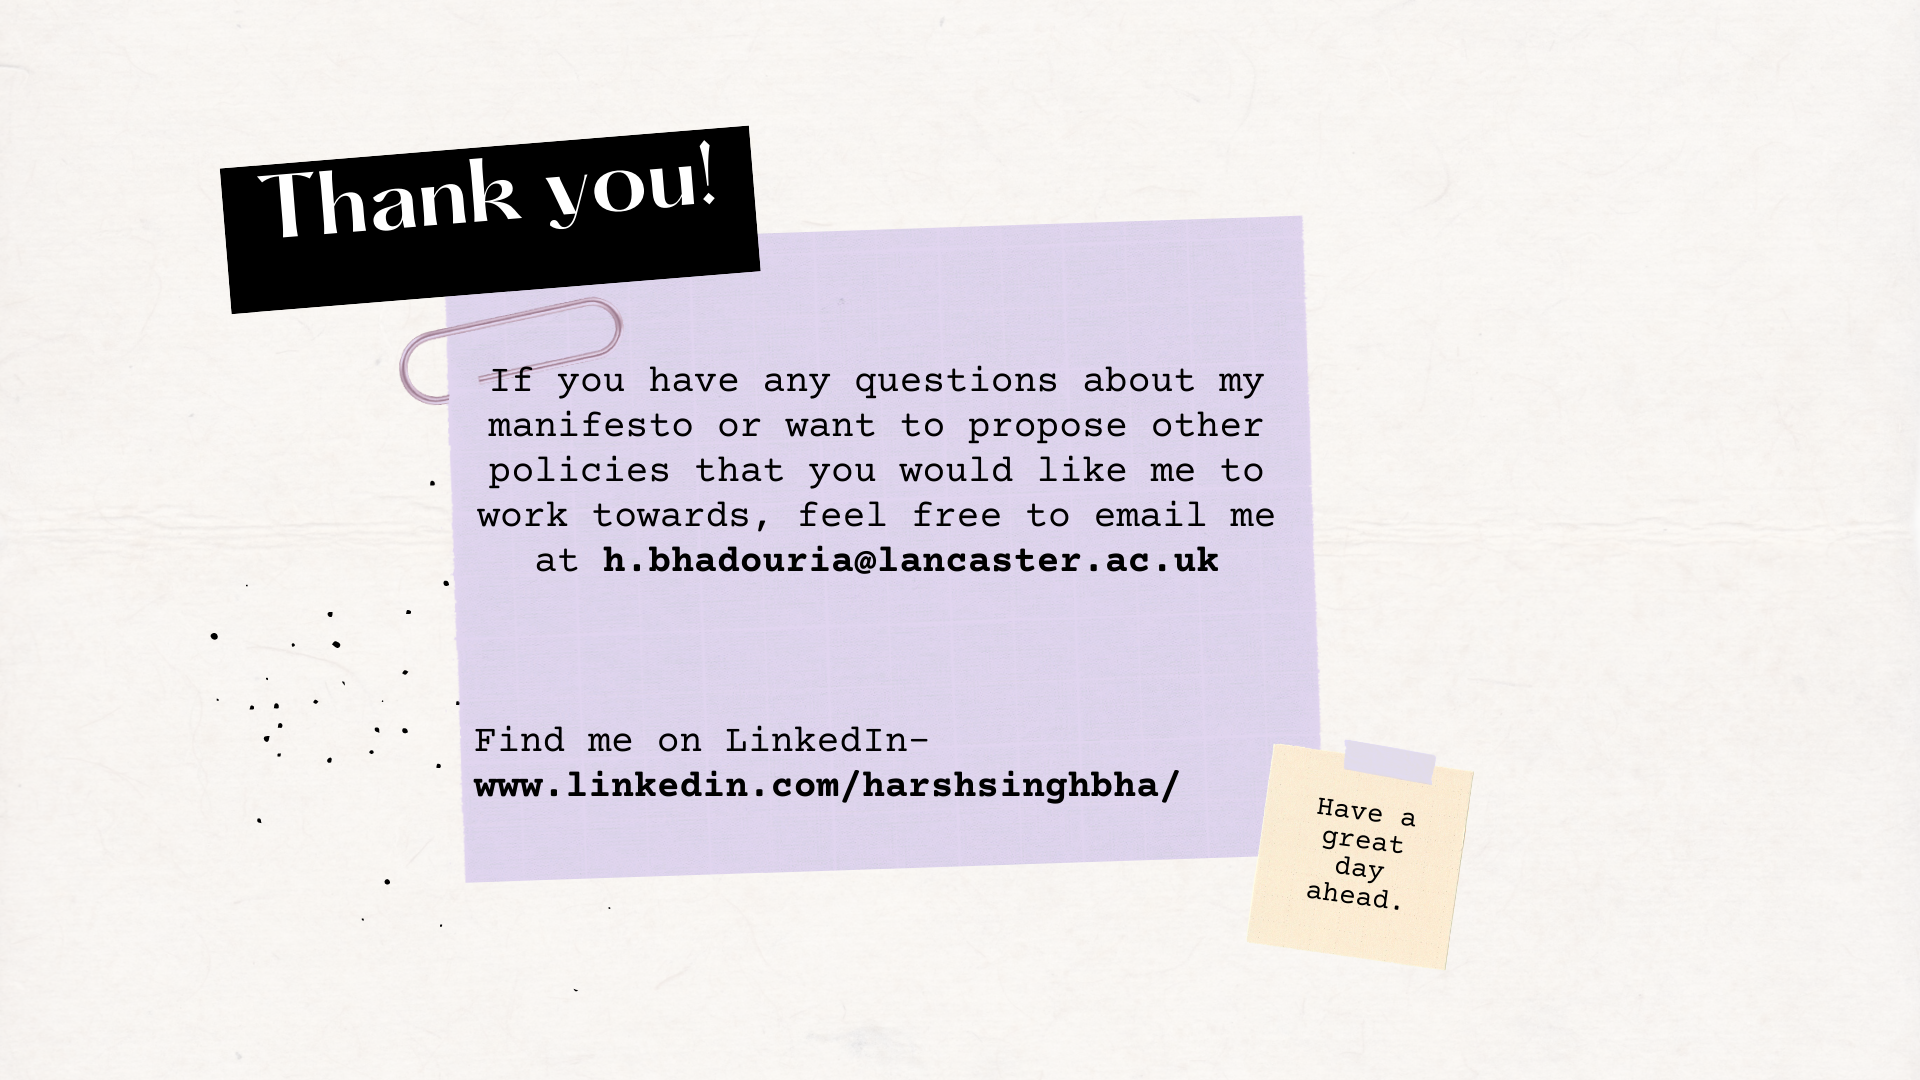 Thank you!
If you have any questions about my
manifesto or want to propose other
policies that you would like me to
work towards, feel free to email me
at h.bhadouria@lancaster.ac.uk
Find me on LinkedIn-
www.linkedin.com/harshsinghbha/
Have a
great
day
ahead.